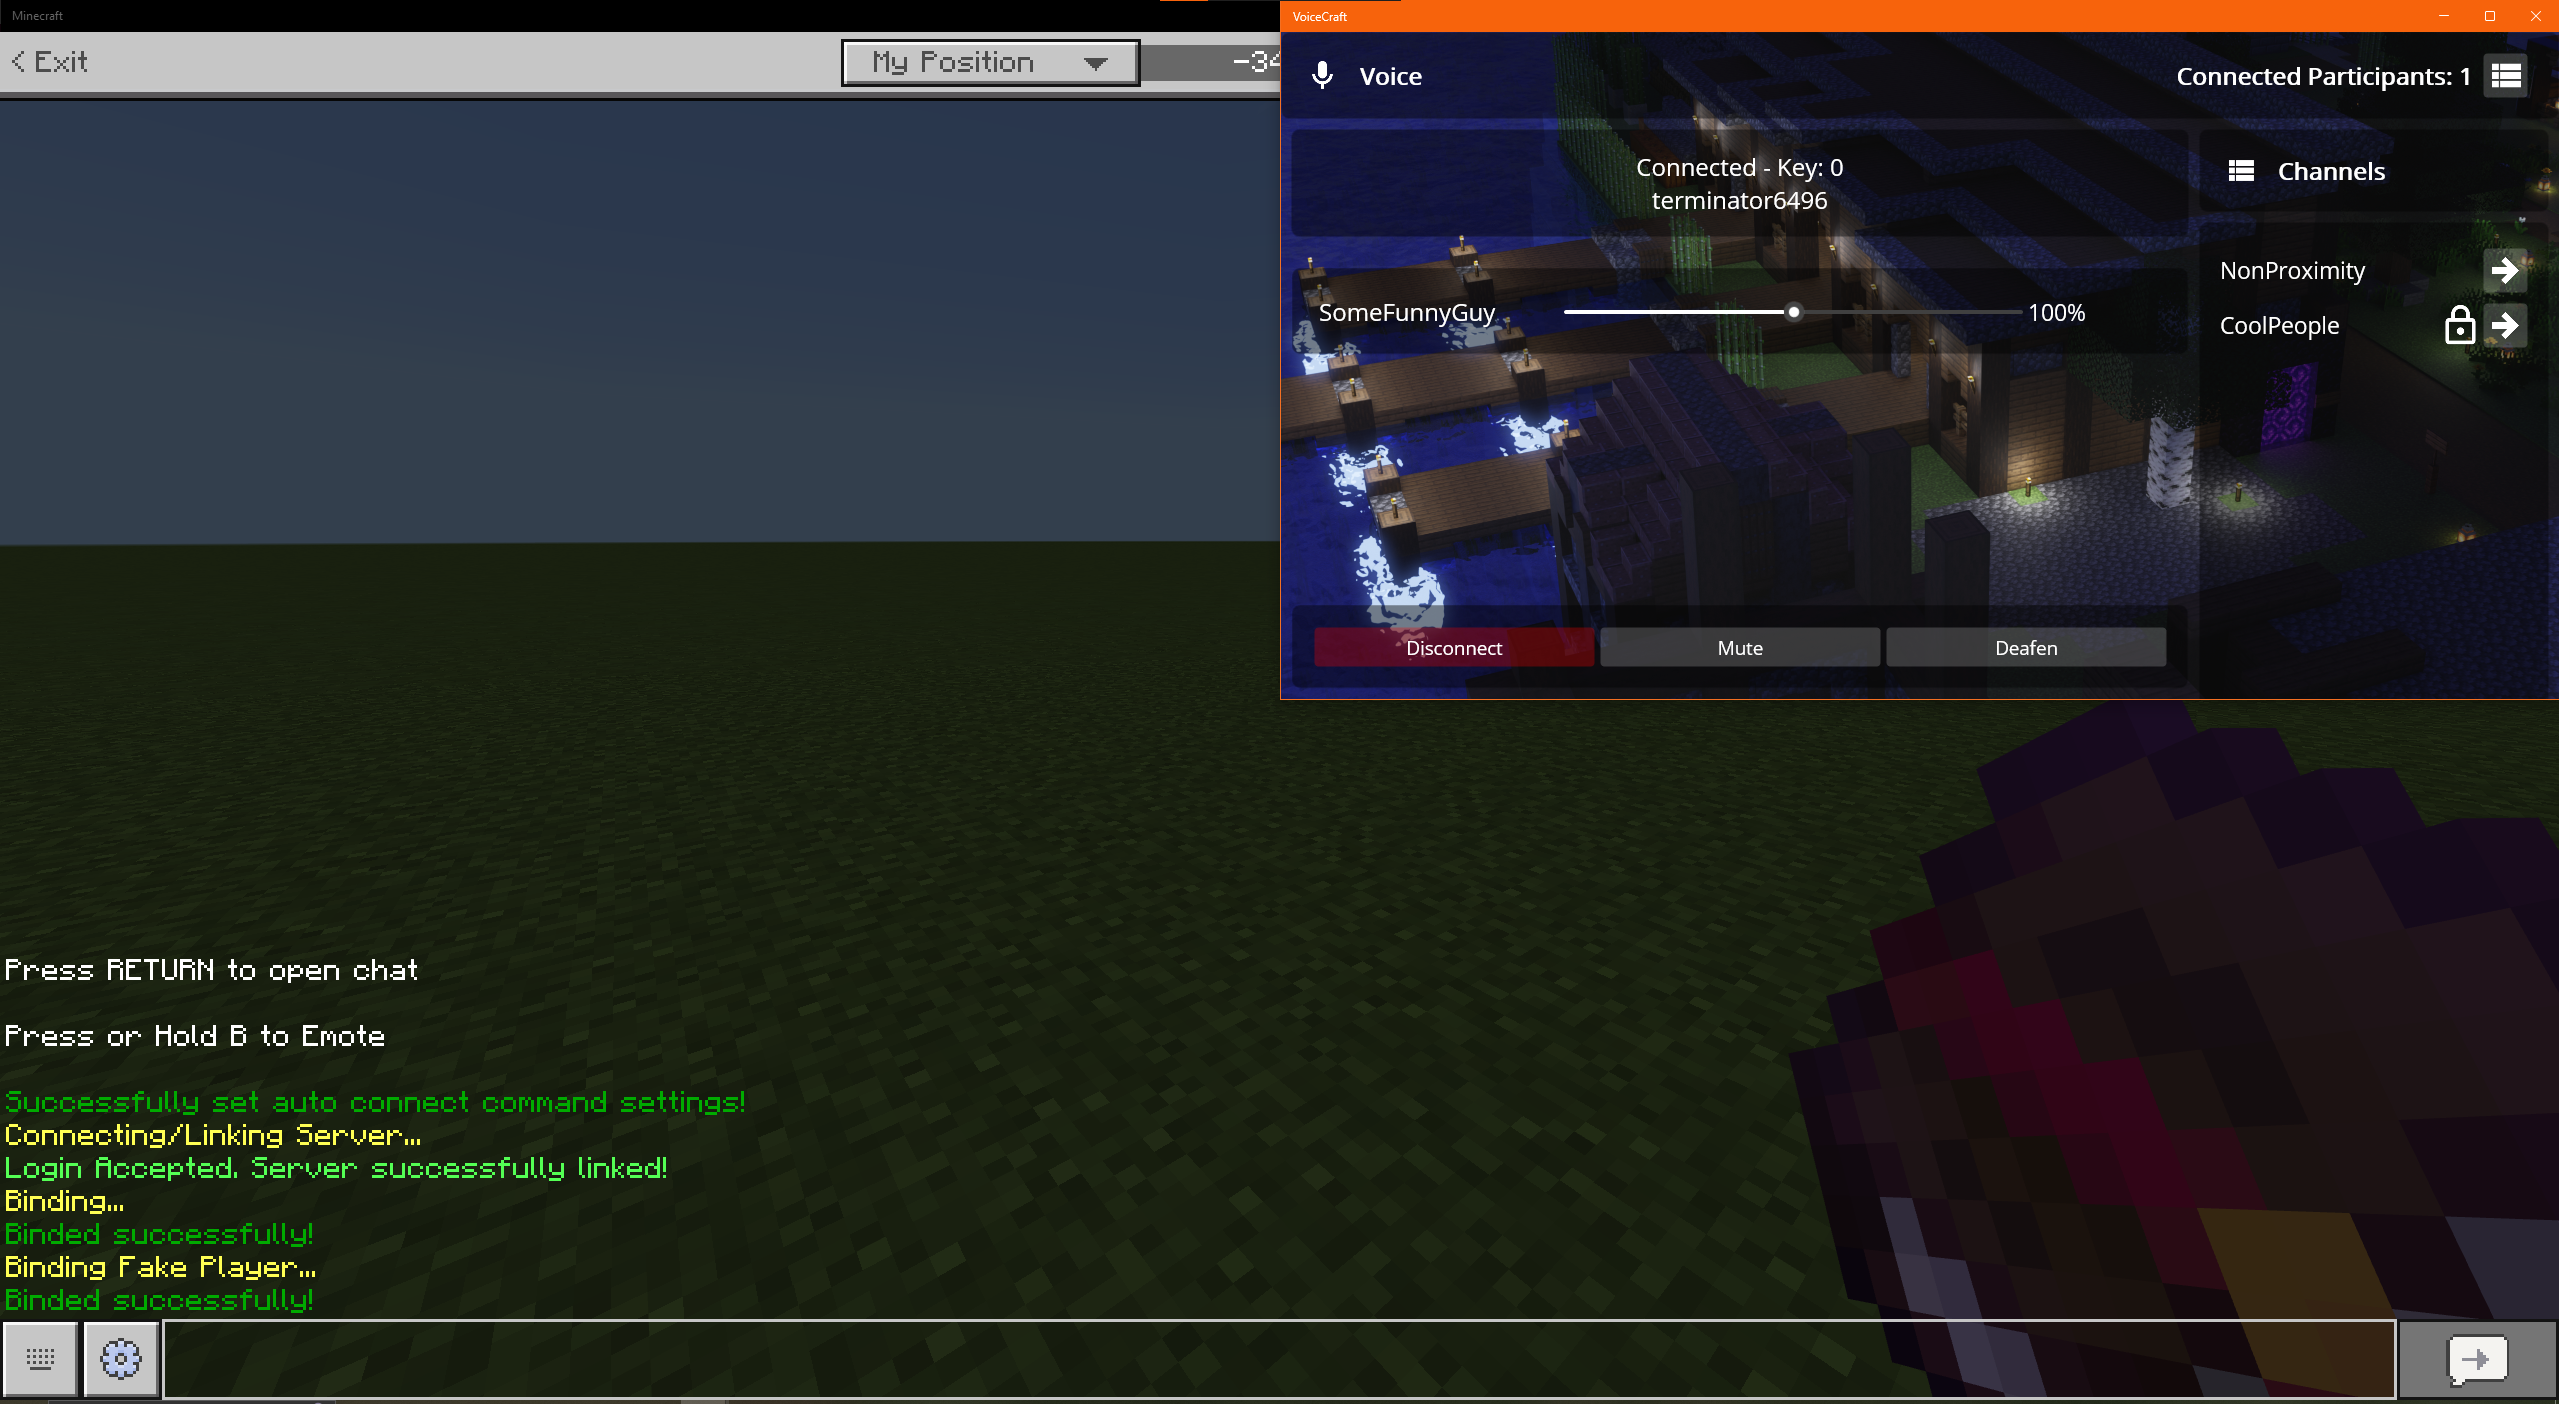 Minecraft
VoiceCraft
< Exit
My Position
-34
Voice
Connected Participants: 1
Connected - Key: 0
terminator6496
Channels
NonProximity
SomeFunnyGuy
100%
CoolPeople
Disconnect
Mute
Deafen
Press RETURN to open chat
Press or Hold B to Emote
Successfully set auto connect command settings!
Connecting/Linking Server...
Login Accepted. Server successfully linked!
Binding...
Binded successfully!
Binding Fake Player...
Binded successfully!